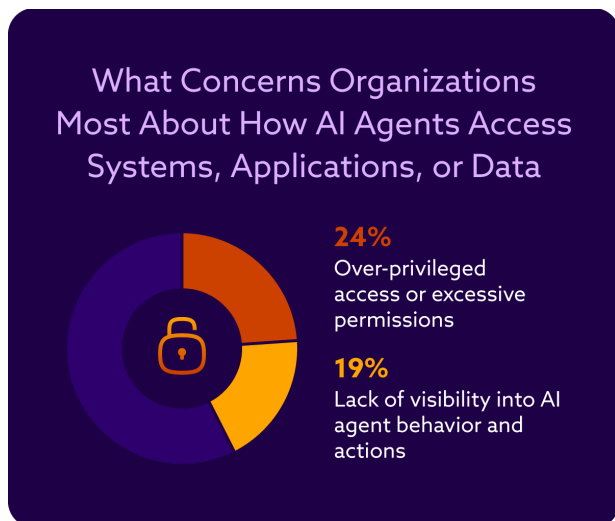 What Concerns Organizations
Most About How AI Agents Access
Systems, Applications, or Data
24%
Over-privileged
access or excessive
permissions
19%
Lack of visibility into AI
agent behavior and
actions